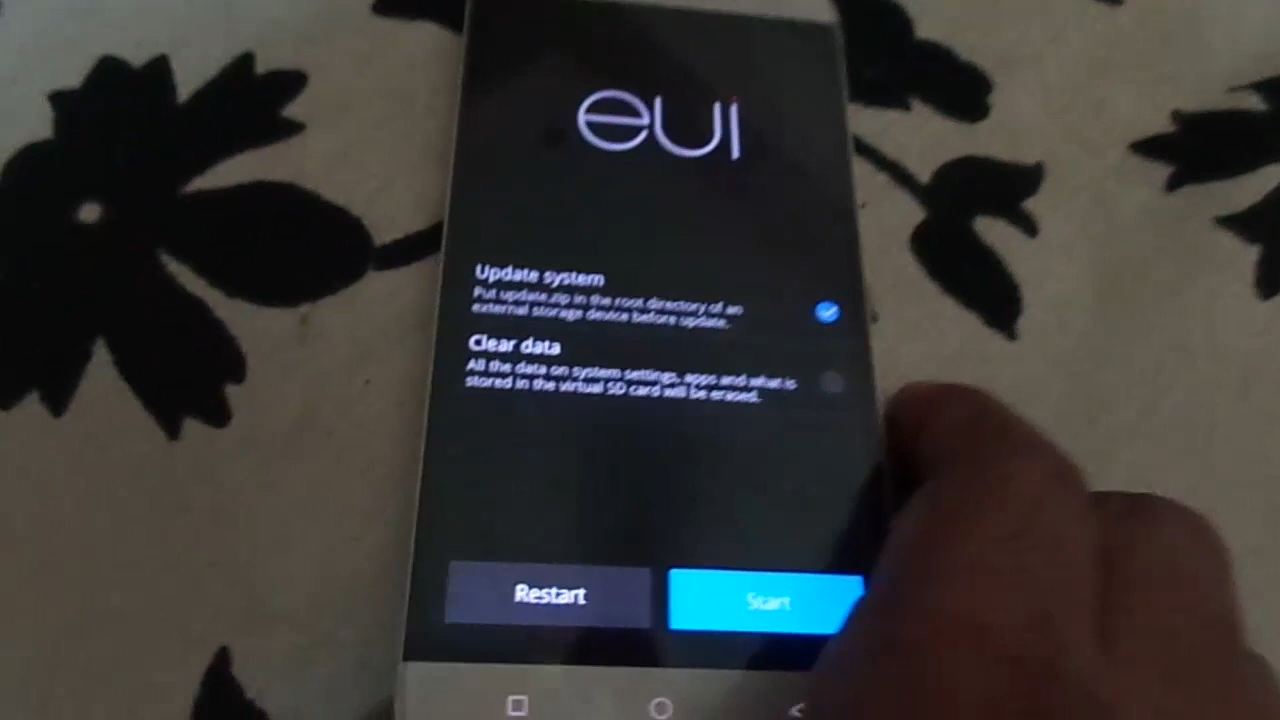 eui
Update system
Put update.zip in the root directory of an
external storage device before update.
Clear data
All the data on system settings, apps and what is
stored in the virtual SD card will be erased.
Restart
Start